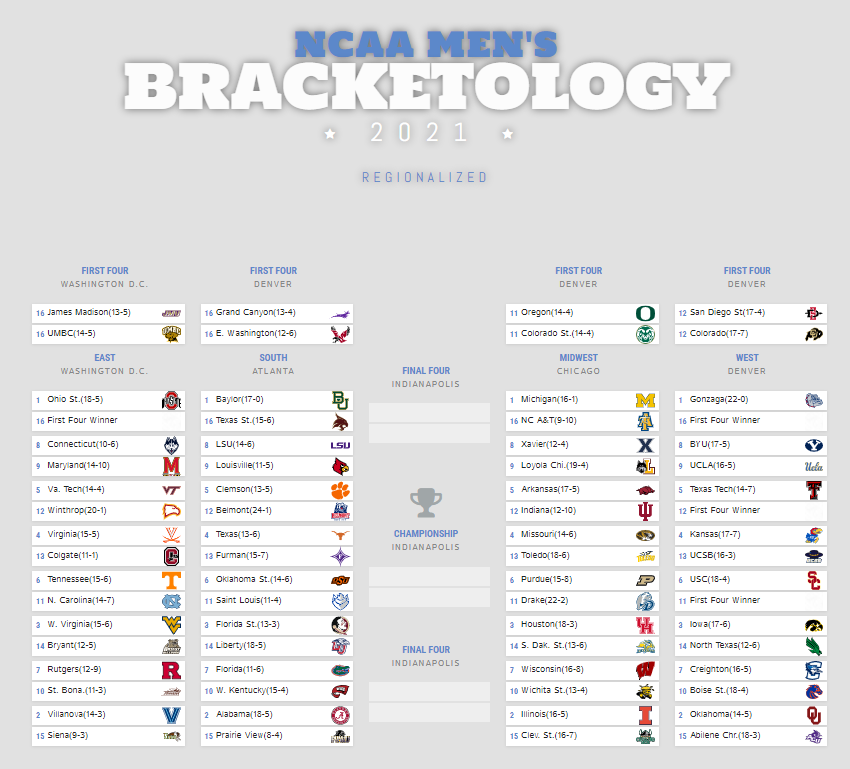 NCAA MEN'S
BRACKETOLOGY
2021
REGIONALIZED
FIRST FOUR
WASHINGTON D.C.
16 James Madison(13-5)
16 UMBC(14-5)
FIRST FOUR
DENVER
16 Grand Canyon(13-4)
16 E. Washington(12-6)
FIRST FOUR
DENVER
11 Oregon(14-4)
11 Colorado St.(14-4)
FIRST FOUR
DENVER
12 San Diego St(17-4)
12 Colorado(17-7)
EAST
WASHINGTON D.C.
1 Ohio St.(18-5)
16 First Four Winner
8 Connecticut(10-6)
9 Maryland(14-10)
5 Va. Tech(14-4)
12 Winthrop(20-1)
4 Virginia(15-5)
13 Colgate(11-1)
6 Tennessee(15-6)
11 N. Carolina(14-7)
3 W. Virginia(15-6)
14 Bryant(12-5)
7 Rutgers(12-9)
10 St. Bona.(11-3)
2 Villanova(14-3)
15 Siena(9-3)
SOUTH
ATLANTA
1 Baylor(17-0)
16 Texas St.(15-6)
8 LSU(14-6)
9 Louisville(11-5)
5 Clemson(13-5)
12 Belmont(24-1)
4 Texas(13-6)
13 Furman(15-7)
6 Oklahoma St.(14-6)
11 Saint Louis(11-4)
3 Florida St.(13-3)
14 Liberty(18-5)
7 Florida(11-6)
10 W. Kentucky(15-4)
2 Alabama(18-5)
15 Prairie View(8-4)
FINAL FOUR
INDIANAPOLIS
CHAMPIONSHIP
INDIANAPOLIS
FINAL FOUR
INDIANAPOLIS
MIDWEST
CHICAGO
1 Michigan(16-1)
16 NC A&T(9-10)
8 Xavier(12-4)
9 Loyola Chi.(19-4)
5 Arkansas(17-5)
12 Indiana(12-10)
4 Missouri(14-6)
13 Toledo(18-6)
6 Purdue(15-8)
11 Drake(22-2)
3 Houston(18-3)
14 S. Dak. St.(13-6)
7 Wisconsin(16-8)
10 Wichita St.(13-4)
2 Illinois(16-5)
15 Clev. St.(16-7)
WEST
DENVER
1 Gonzaga(22-0)
16 First Four Winner
8 BYU(17-5)
9 UCLA(16-5)
5 Texas Tech(14-7)
12 First Four Winner
4 Kansas(17-7)
13 UCSB(16-3)
6 USC(18-4)
11 First Four Winner
3 Iowa(17-6)
14 North Texas(12-6)
7 Creighton(16-5)
10 Boise St.(18-4)
2 Oklahoma(14-5)
15 Abilene Chr.(18-3)